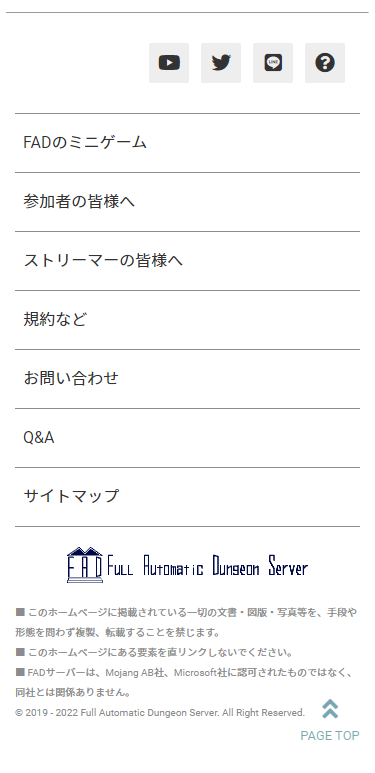 LINE
FADのミニゲーム
参加者の皆様へ
ストリーマーの皆様へ
規約など
お問い合わせ
Q&A
サイトマップ
FAD Full Automatic Dungeon Server
■ このホームページに掲載されている一切の文書・図版・写真等を、手段や
形態を問わず複製、転載することを禁じます。
■ このホームページにある要素を直リンクしないでください。
■ FADサーバーは、Mojang AB社、Microsoft社に認可されたものではなく、
同社とは関係ありません。
© 2019 - 2022 Full Automatic Dungeon Server. All Right Reserved.
PAGE TOP